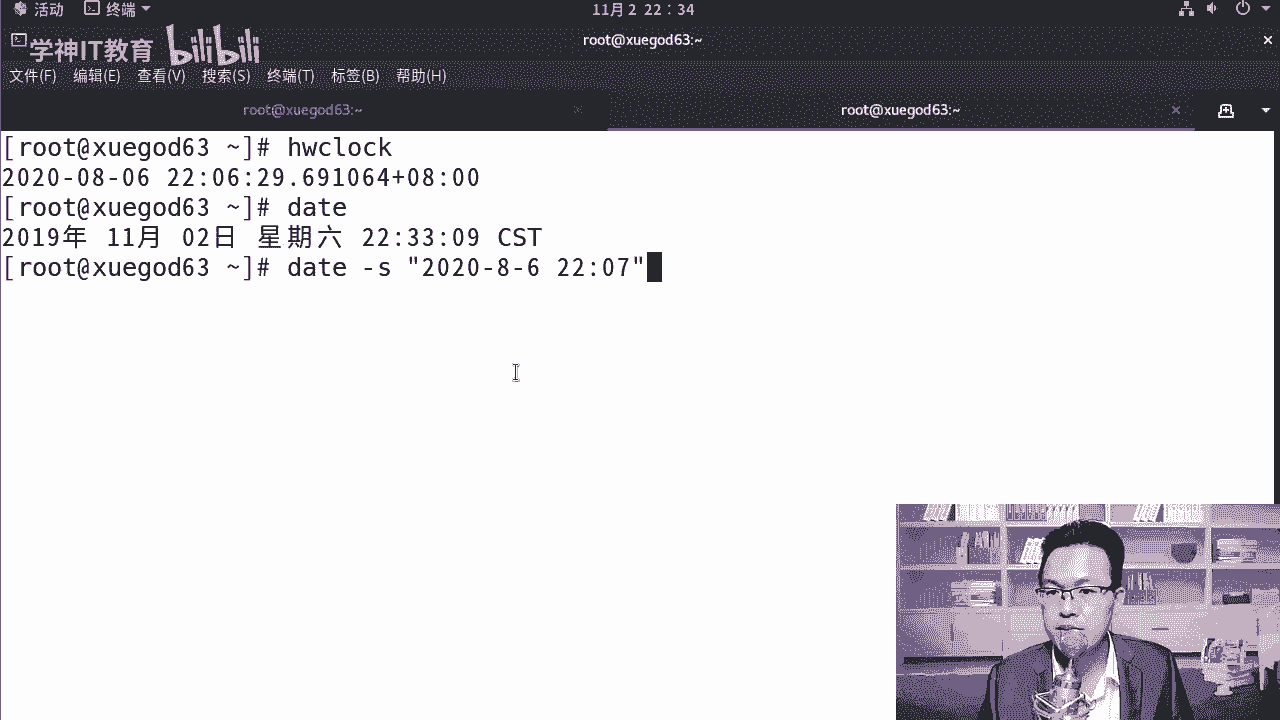 活动 终端 11月 2 22：34
学神IT教育 bilibili
root@xuegod63:~
文件(F) 编辑(E) 查看(V) 搜索(S) 终端(T) 标签(B) 帮助(H)
root@xuegod63:~ root@xuegod63:~
[root@xuegod63 ~]# hwclock
2020-08-06 22:06:29.691064+08:00
[root@xuegod63 ~]# date
2019年 11月 02日 星期六 22:33:09 CST
[root@xuegod63 ~]# date -s "2020-8-6 22:07"